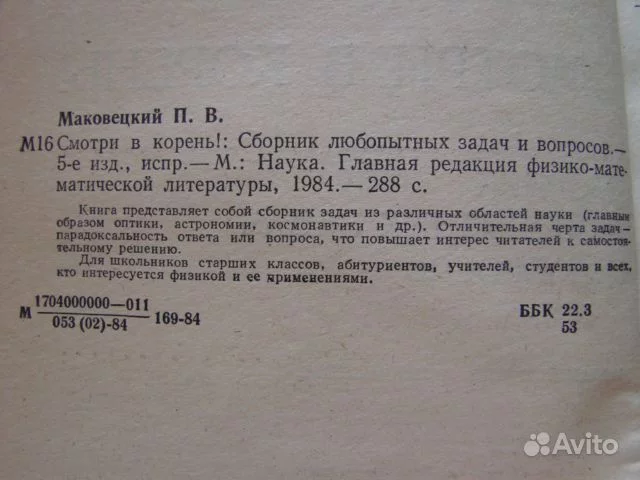 Маковецкий П. В.
М16 Смотри в корень!: Сборник любопытных задач и вопросов.—
5-е изд., испр.— М.: Наука. Главная редакция физико-мате-
матической литературы, 1984.— 288 с.
Книга представляет собой сборник задач из различных областей науки (главным
образом оптики, астрономии, космонавтики и др.). Отличительная черта задач—
парадоксальность ответа или вопроса, что повышает интерес читателей к самостоя-
тельному решению.
Для школьников старших классов, абитуриентов, учителей, студентов и всех,
кто интересуется физикой и ее применениями.
М 1704000000—011
053 (02)-84 169-84
ББК 22.3
53
Avito